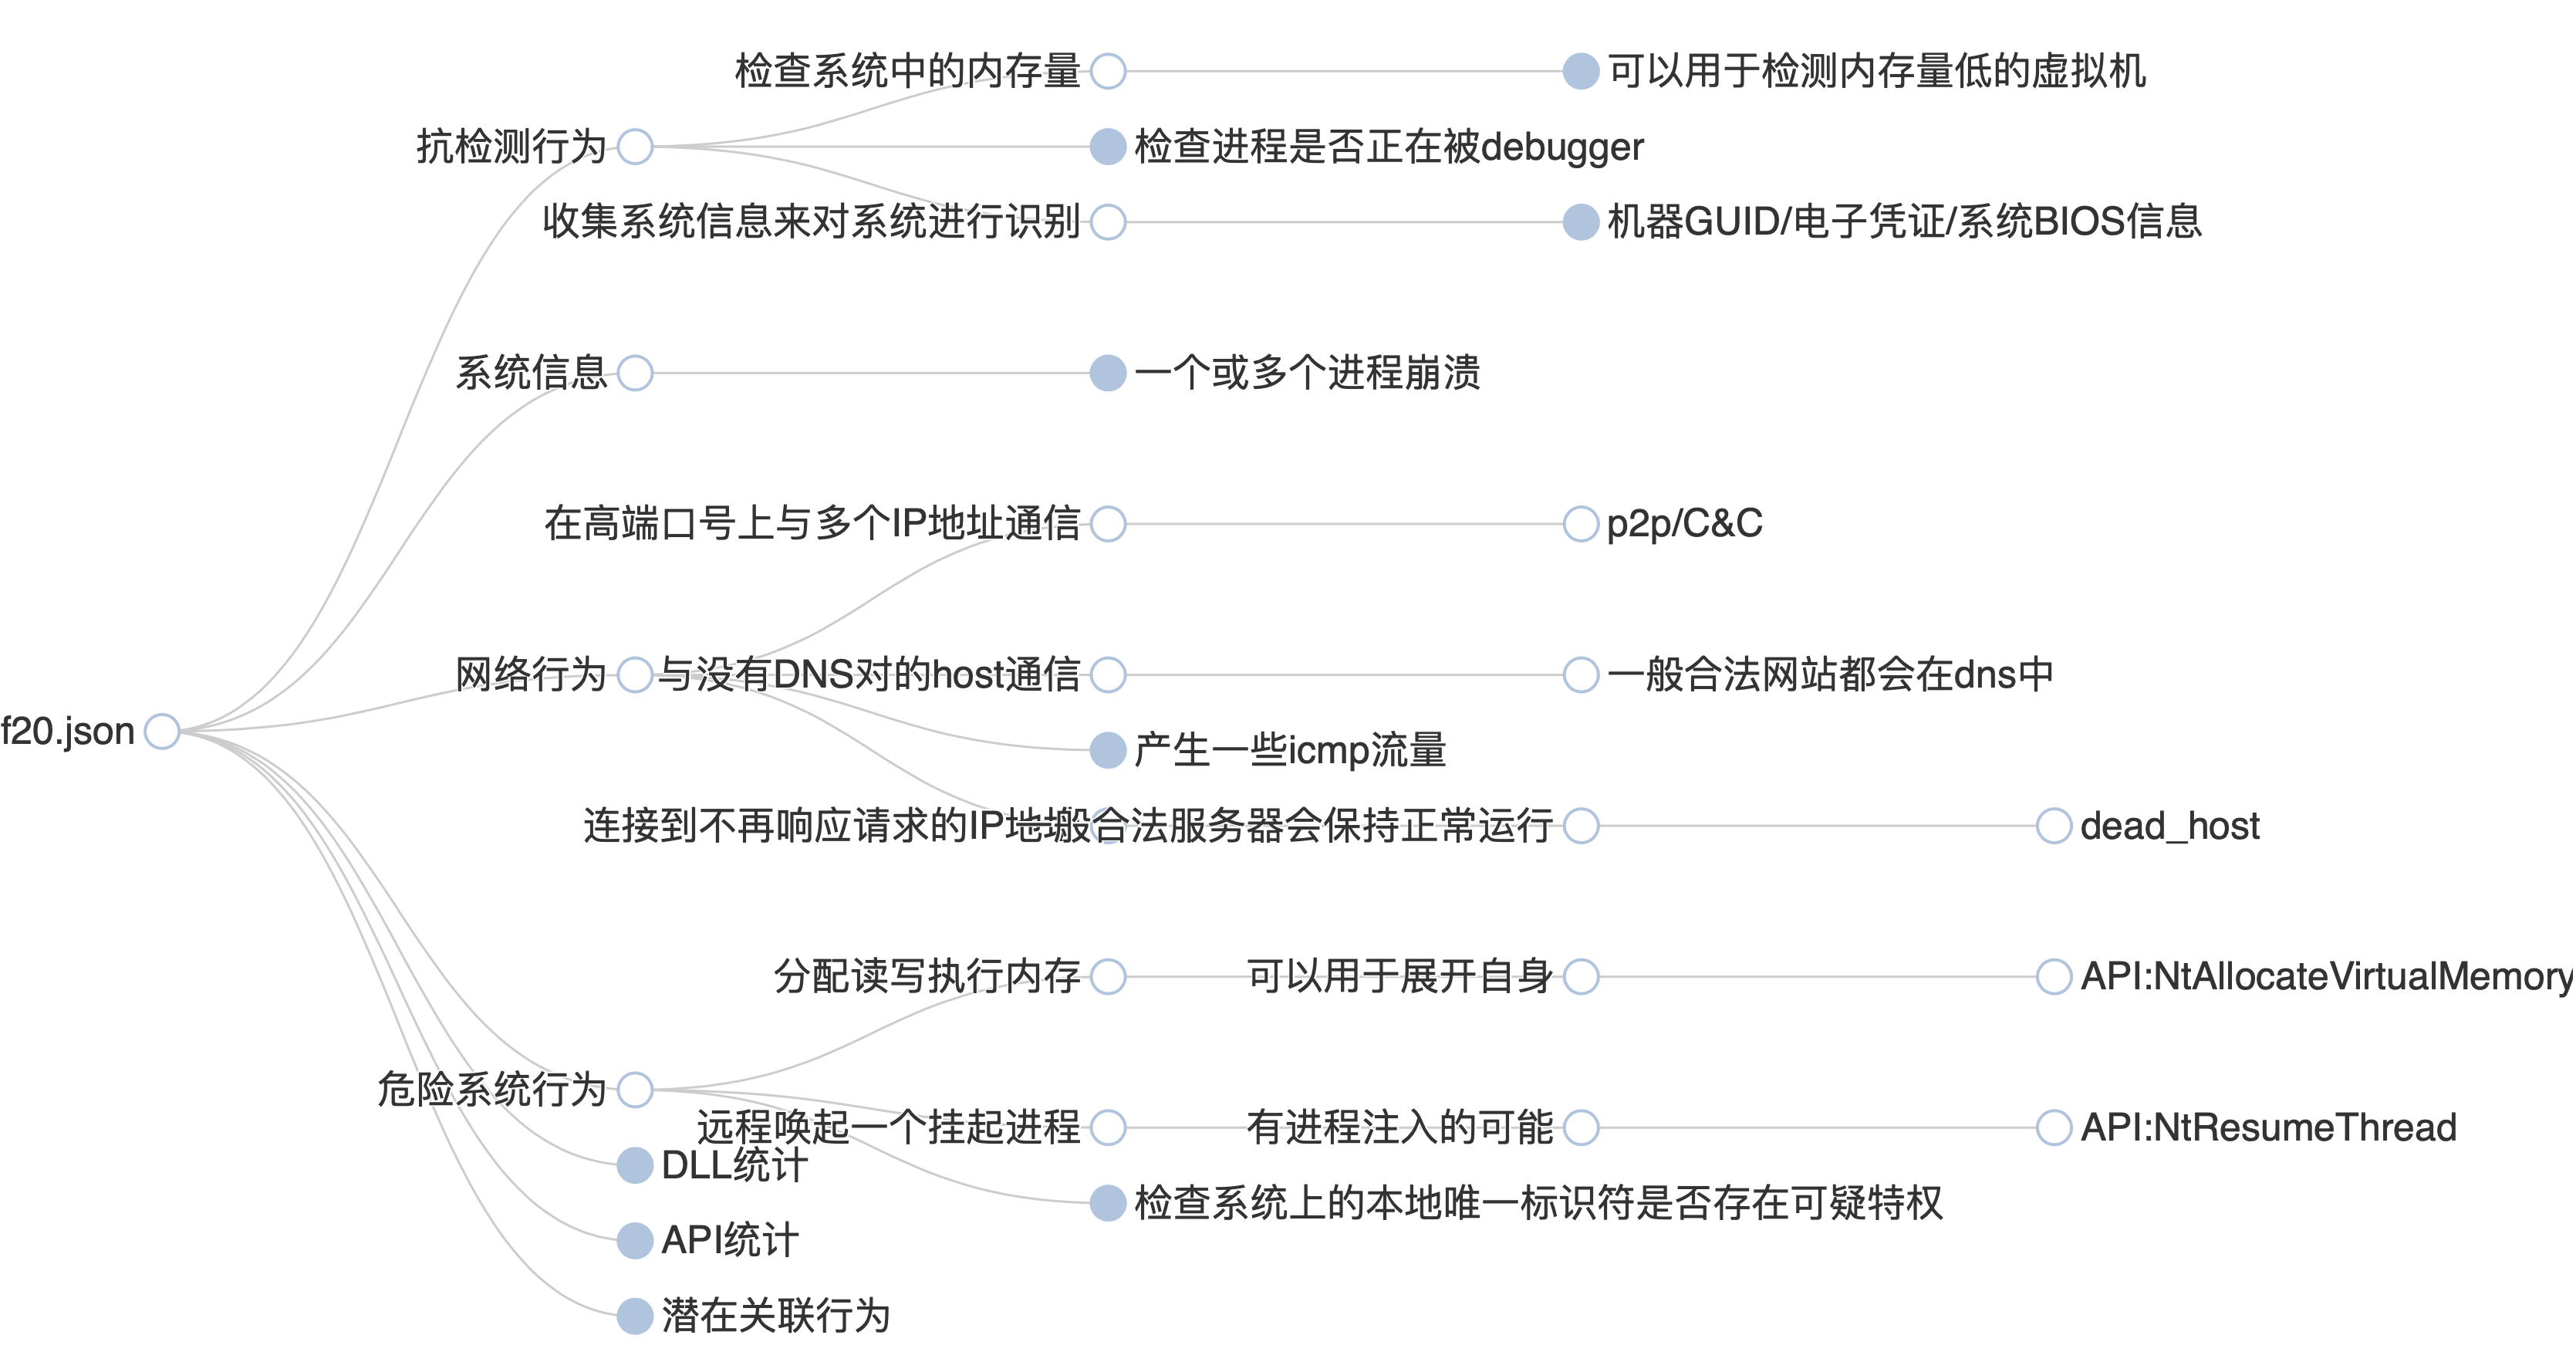 检查系统中的内存量
可以用于检测内存量低的虚拟机
抗检测行为
检查进程是否正在被debugger
收集系统信息来对系统进行识别
机器GUID/电子凭证/系统BIOS信息
系统信息
一个或多个进程崩溃
在高端口号上与多个IP地址通信
p2p/C&C
网络行为
与没有DNS对的host通信
一般合法网站都会在dns中
f20.json
产生一些icmp流量
连接到不再响应请求的IP地
般合法服务器会保持正常运行
dead_host
分配读写执行内存
可以用于展开自身
API:NtAllocateVirtualMemory
危险系统行为
远程唤起一个挂起进程
有进程注入的可能
API:NtResumeThread
DLL统计
检查系统上的本地唯一标识符是否存在可疑特权
API统计
潜在关联行为